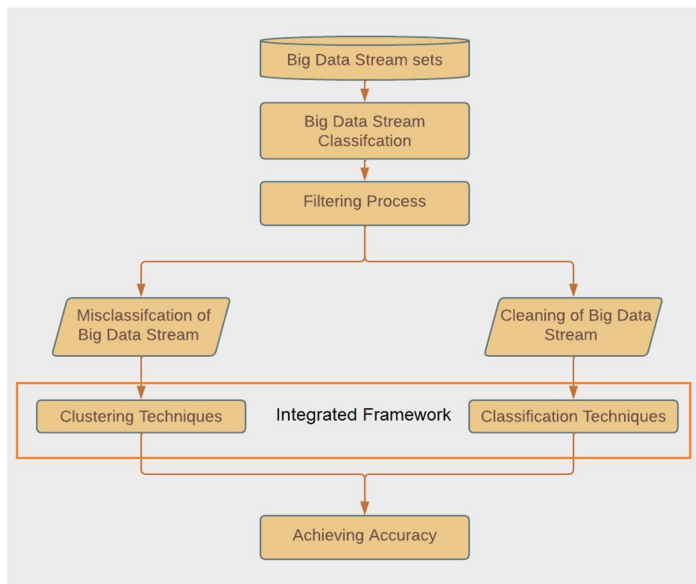 Big Data Stream sets
Big Data Stream
Classifcation
Filtering Process
Misclassifcation of
Big Data Stream
Cleaning of Big Data
Stream
Clustering Techniques
Integrated Framework
Classification Techniques
Achieving Accuracy